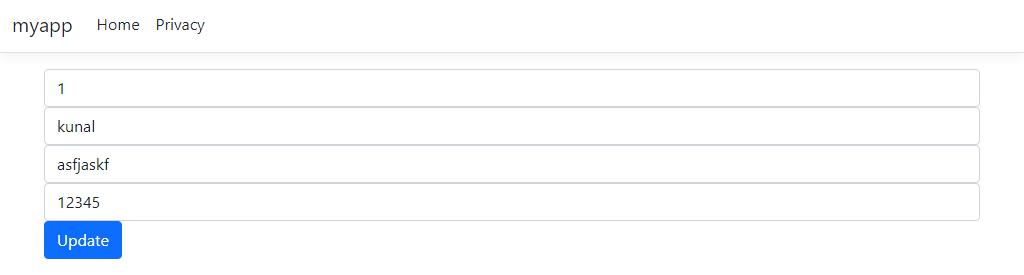 myapp Home Privacy
1
kunal
asfjaskf
12345
Update